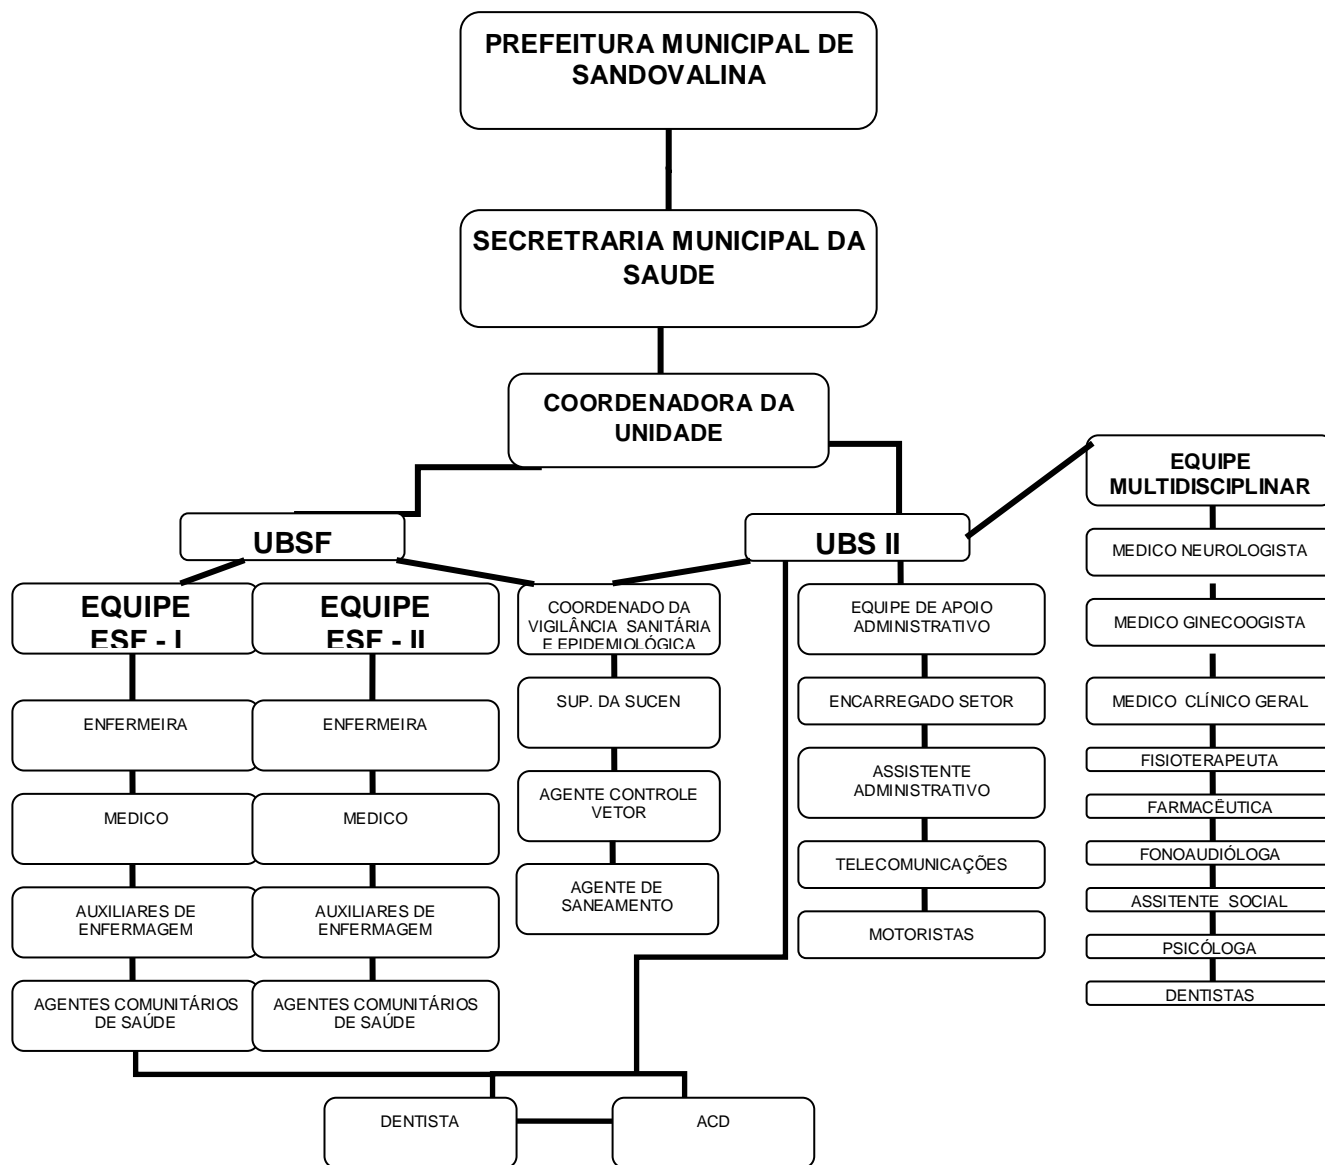 PREFEITURA MUNICIPAL DE
SANDOVALINA
SECRETRARIA MUNICIPAL DA
SAUDE
COORDENADORA DA
UNIDADE
UBSF
UBS II
EQUIPE
MULTIDISCIPLINAR
EQUIPE
ESF - I
ENFERMEIRA
MEDICO
AUXILIARES DE
ENFERMAGEM
AGENTES COMUNITÁRIOS
DE SAÚDE
EQUIPE
ESF - II
ENFERMEIRA
MEDICO
AUXILIARES DE
ENFERMAGEM
AGENTES COMUNITÁRIOS
DE SAÚDE
COORDENADO DA
VIGILÂNCIA SANITÁRIA
E EPIDEMIOLÓGICA
SUP. DA SUCEN
AGENTE CONTROLE
VETOR
AGENTE DE
SANEAMENTO
EQUIPE DE APOIO
ADMINISTRATIVO
ENCARREGADO SETOR
ASSISTENTE
ADMINISTRATIVO
TELECOMUNICAÇÕES
MOTORISTAS
MEDICO NEUROLOGISTA
MEDICO GINECOOGISTA
MEDICO CLÍNICO GERAL
FISIOTERAPEUTA
FARMACÊUTICA
FONOAUDIÓLOGA
ASSITENTE SOCIAL
PSICÓLOGA
DENTISTAS
DENTISTA
ACD